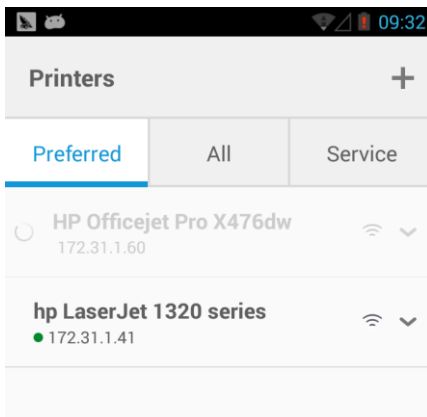 09:32
Printers
Preferred All Service
HP Officejet Pro X476dw
172.31.1.60
hp LaserJet 1320 series
172.31.1.41